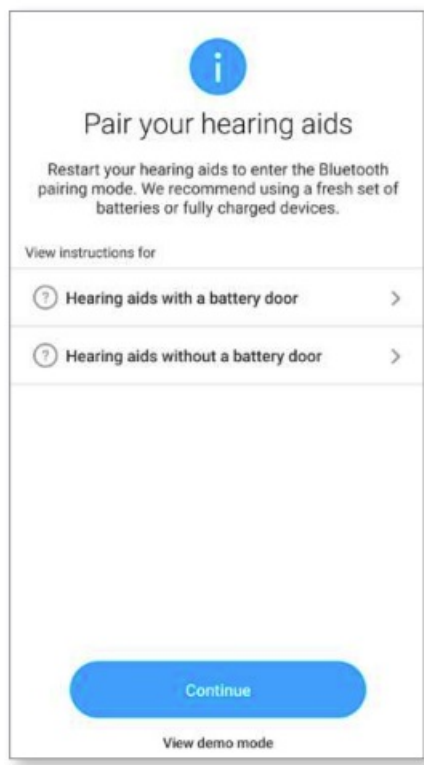 i
Pair your hearing aids
Restart your hearing aids to enter the Bluetooth
pairing mode. We recommend using a fresh set of
batteries or fully charged devices.
View instructions for
? Hearing aids with a battery door >
? Hearing aids without a battery door >
Continue
View demo mode